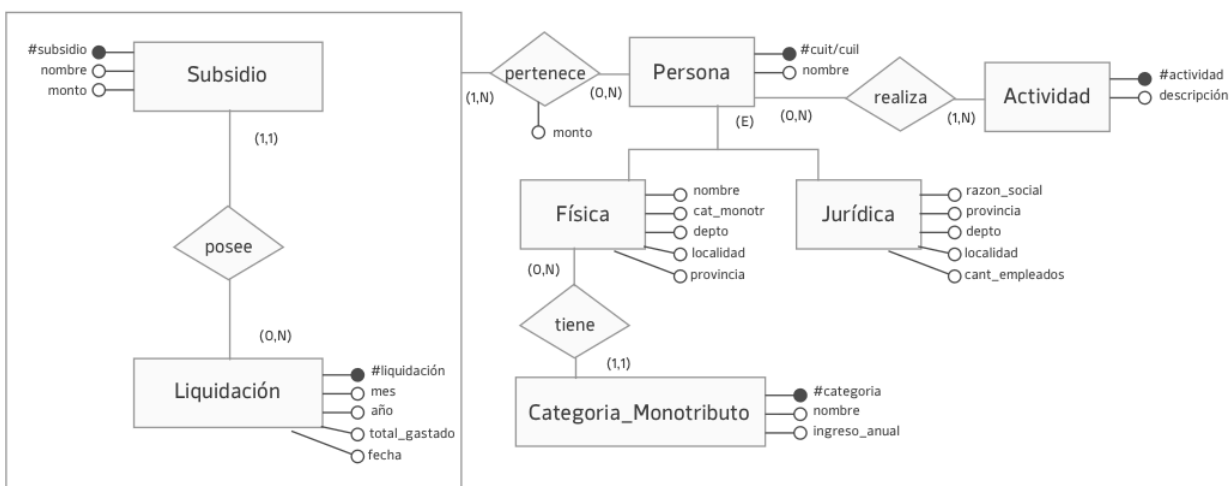 #subsidio
nombre
monto
Subsidio
(1,1)
posee
(0,N)
Liquidación
#liquidación
mes
año
total_gastado
fecha
(1,N)
pertenece
monto
(0,N)
Persona
#cuit/cuil
nombre
(E)
(0,N)
realiza
(1,N)
Actividad
#actividad
descripción
Física
nombre
cat_monotr
depto
localidad
provincia
Jurídica
razon_social
provincia
depto
localidad
cant_empleados
(0,N)
tiene
(1,1)
Categoria_Monotributo
#categoria
nombre
ingreso_anual